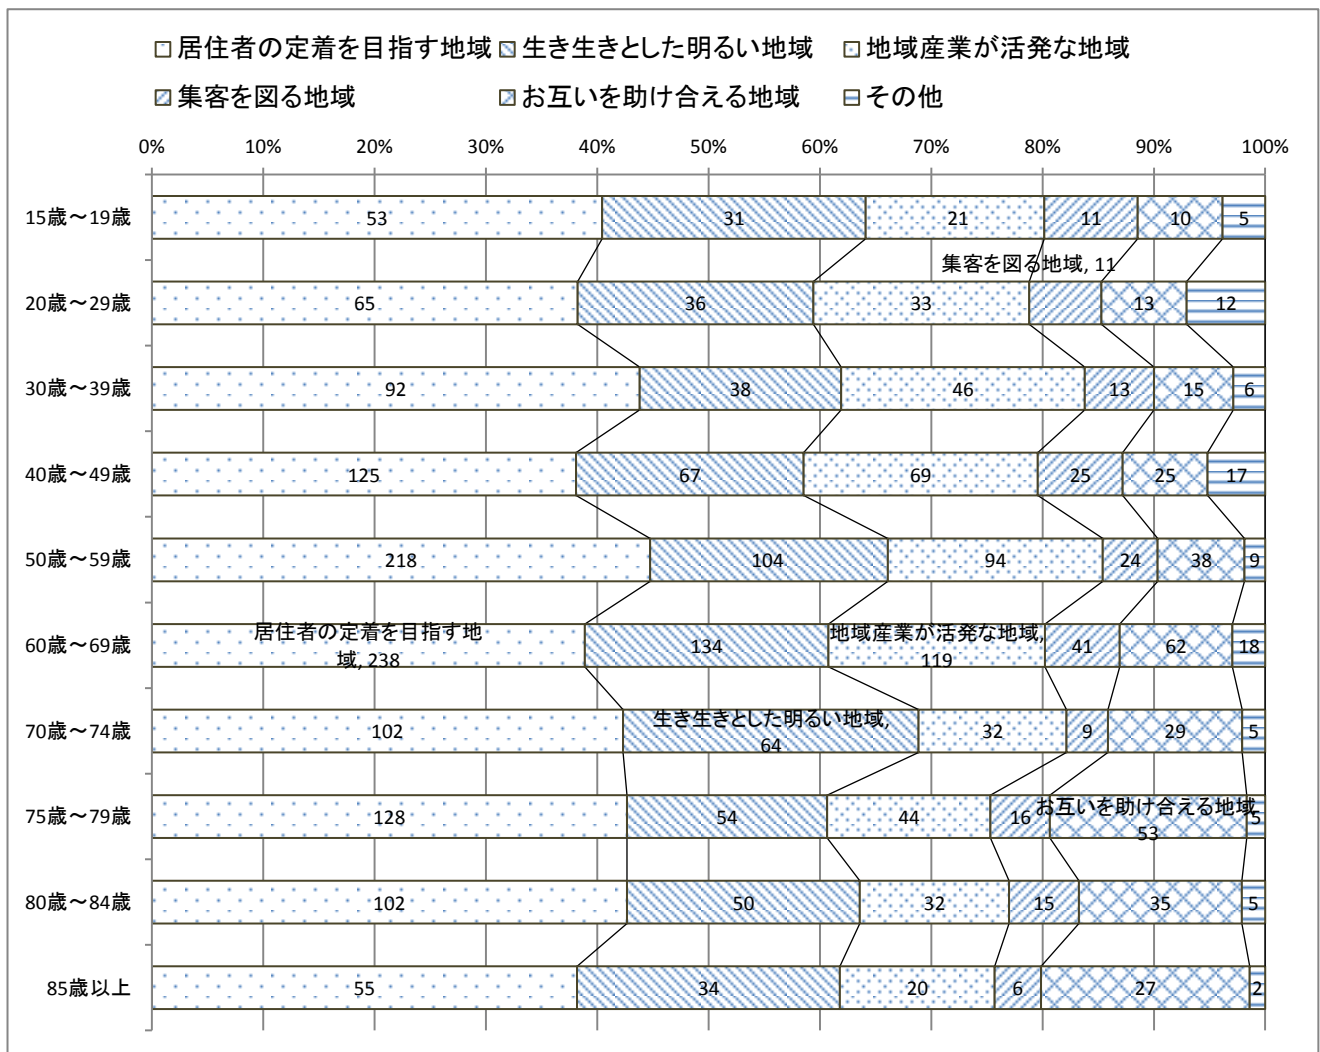 居住者の定着を目指す地域 生き生きとした明るい地域 地域産業が活発な地域
集客を図る地域 お互いを助け合える地域 その他
0% 10% 20% 30% 40% 50% 60% 70% 80% 90% 100%
15歳～19歳 53 31 21 11 10 5
集客を図る地域, 11
20歳～29歳 65 36 33 13 12
30歳～39歳 92 38 46 13 15 6
40歳～49歳 125 67 69 25 25 17
50歳～59歳 218 104 94 24 38 9
居住者の定着を目指す地
域, 238
60歳～69歳 134
地域産業が活発な地域,
119
41 62 18
70歳～74歳 102
生き生きとした明るい地域,
64
32 9 29 5
75歳～79歳 128 54 44 16
お互いを助け合える地域
53
5
80歳～84歳 102 50 32 15 35 5
85歳以上 55 34 20 6 27 2